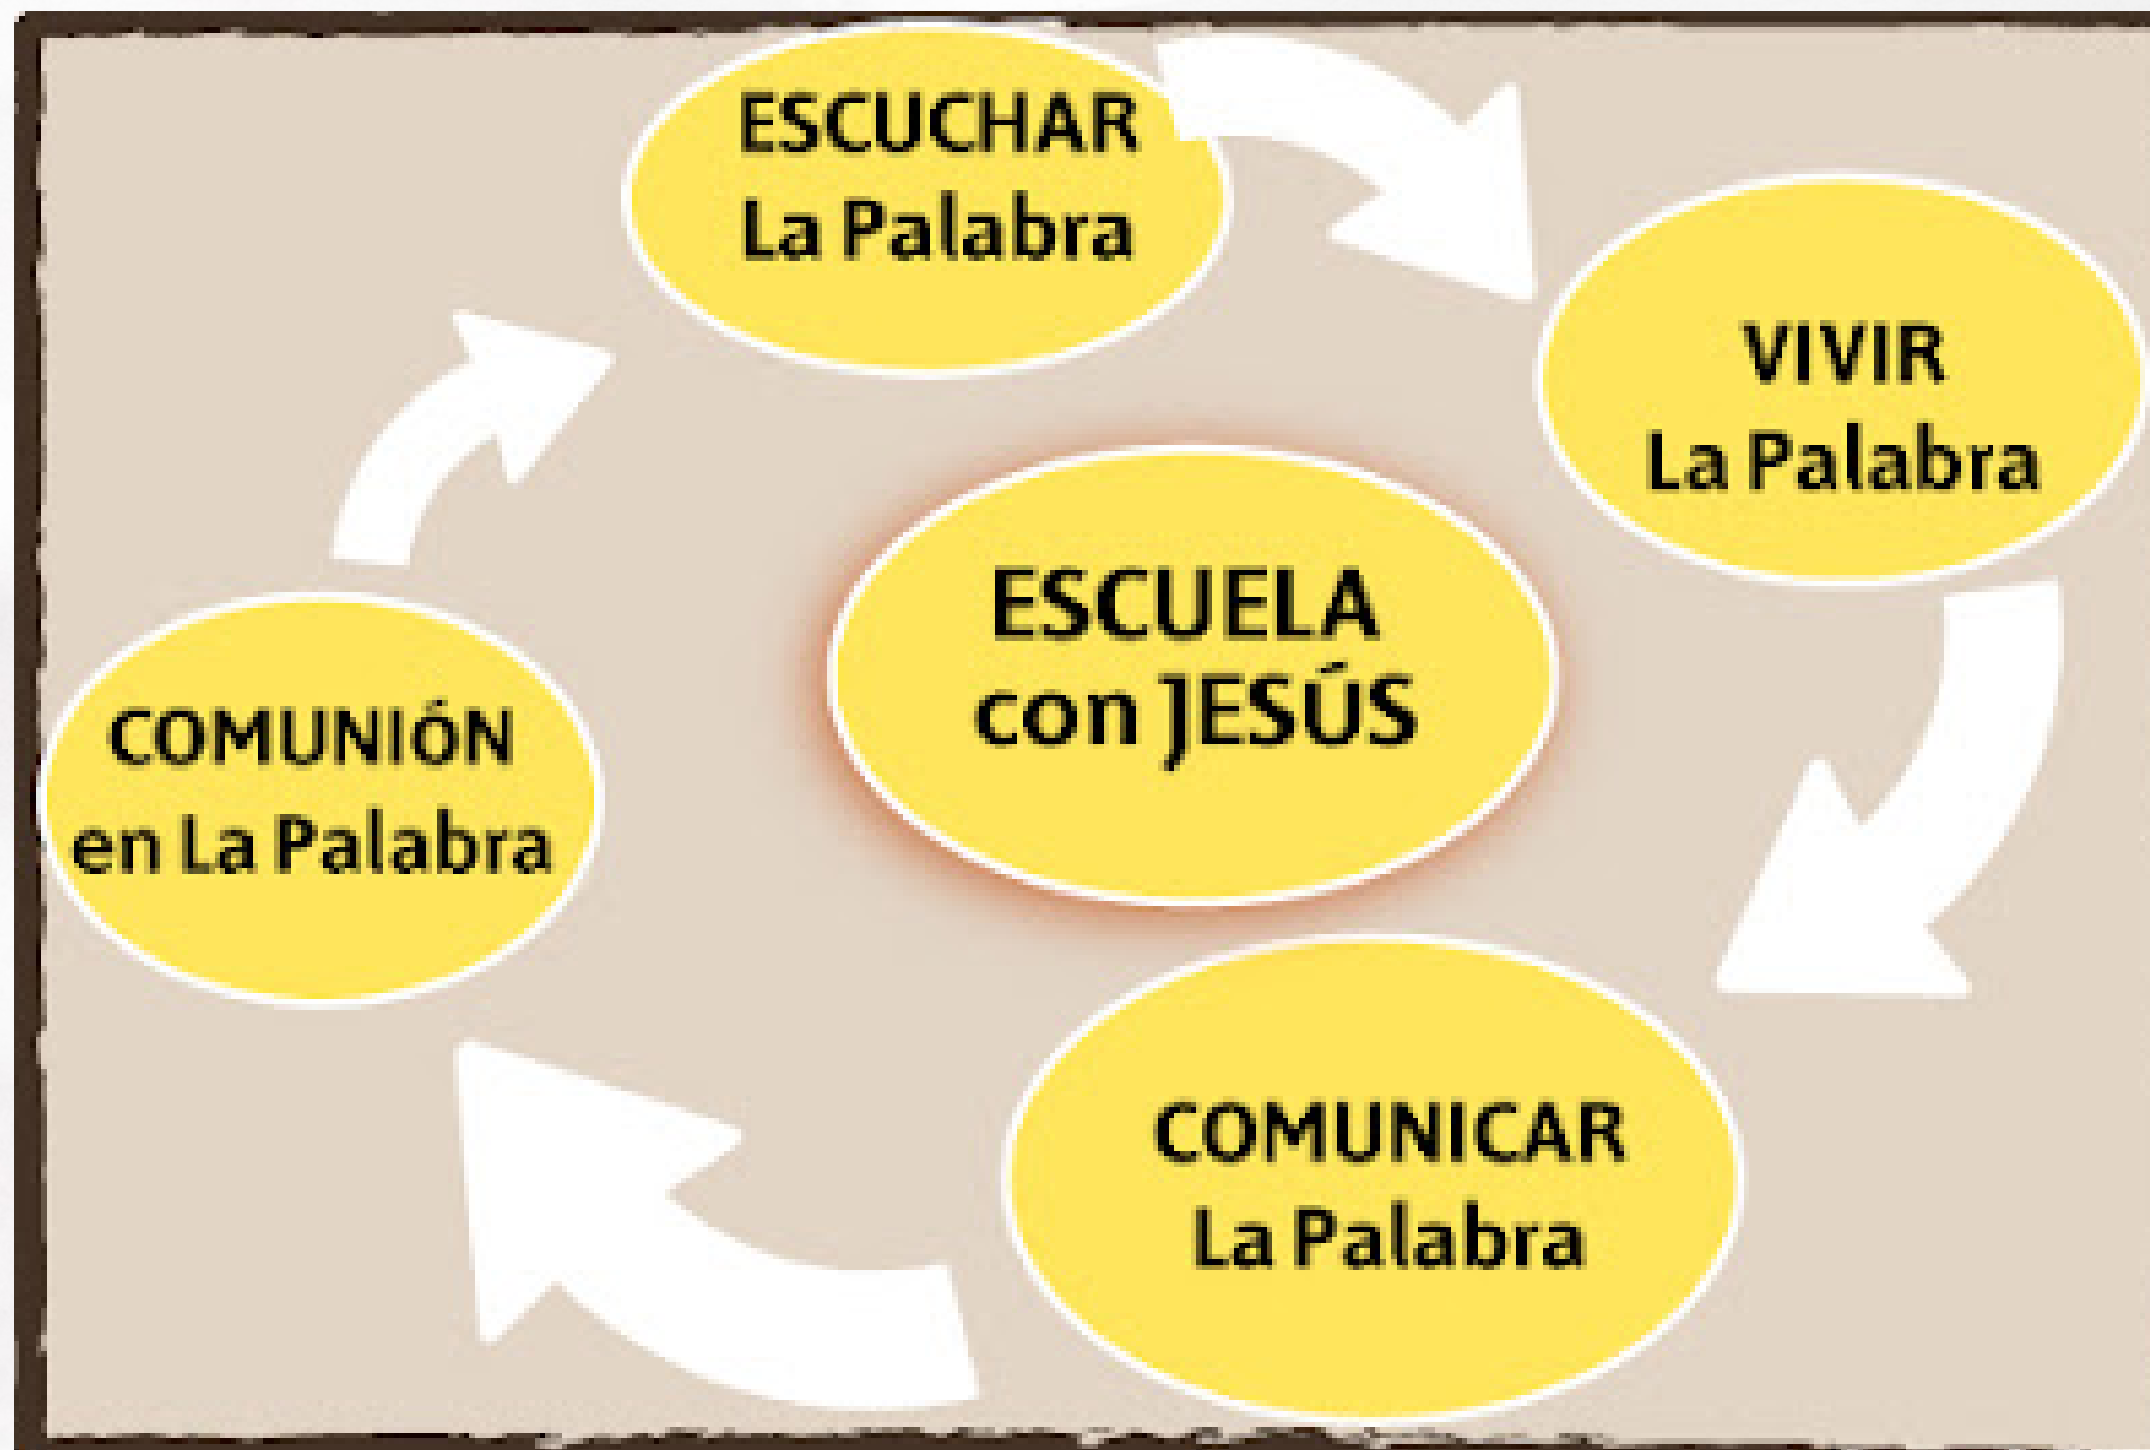 ESCUCHAR
La Palabra
VIVIR
La Palabra
ESCUELA
con JESÚS
COMUNICAR
La Palabra
COMUNIÓN
en La Palabra